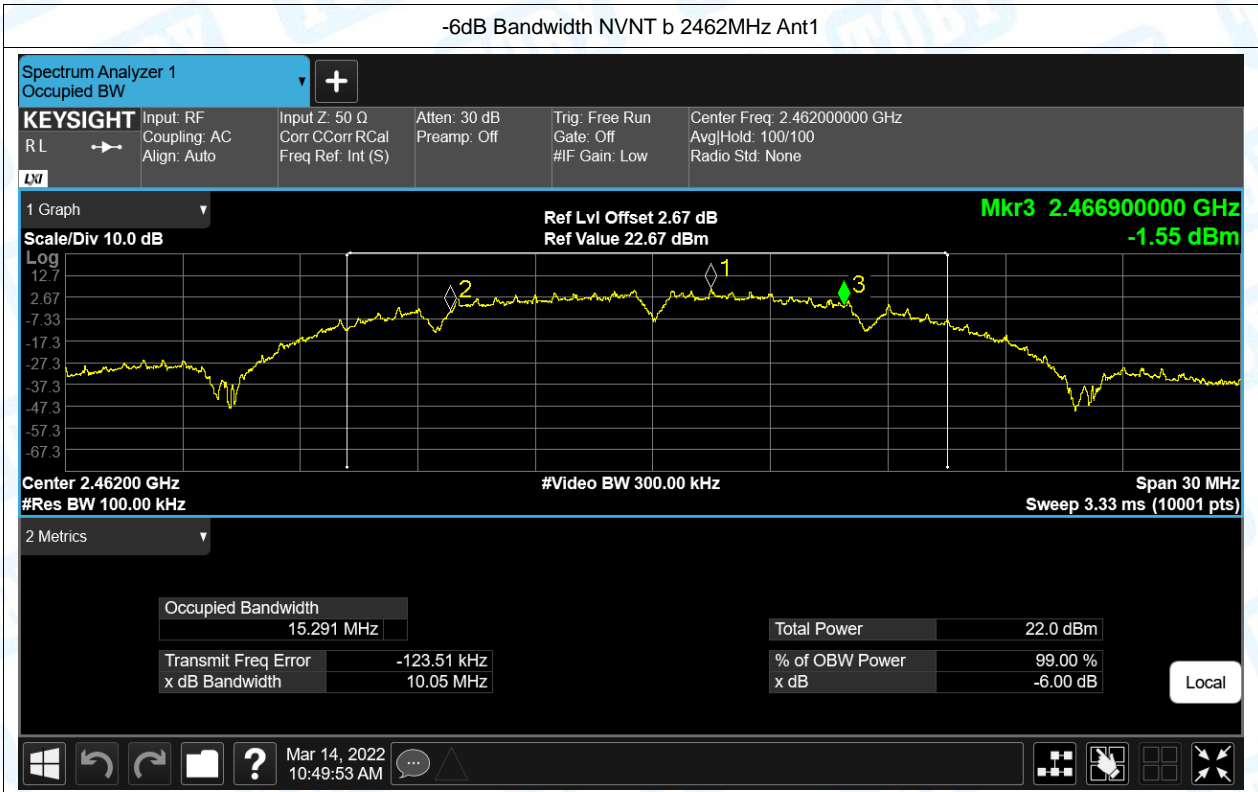 -6dB Bandwidth NVNT b 2462MHz Ant1
Spectrum Analyzer 1
Occupied BW
KEYSIGHT
RL
LXI
Input: RF
Coupling: AC
Align: Auto
Input Z: 50 Ω
Corr CCorr RCal
Freq Ref: Int (S)
Atten: 30 dB
Preamp: Off
Trig: Free Run
Gate: Off
#IF Gain: Low
Center Freq: 2.462000000 GHz
Avg|Hold: 100/100
Radio Std: None
1 Graph
Scale/Div 10.0 dB
Ref Lvl Offset 2.67 dB
Ref Value 22.67 dBm
Mkr3 2.466900000 GHz
-1.55 dBm
Log
12.7
2.67
-7.33
-17.3
-27.3
-37.3
-47.3
-57.3
-67.3
1
2
3
Center 2.46200 GHz
#Res BW 100.00 kHz
#Video BW 300.00 kHz
Span 30 MHz
Sweep 3.33 ms (10001 pts)
2 Metrics
Occupied Bandwidth
15.291 MHz
Transmit Freq Error -123.51 kHz
x dB Bandwidth 10.05 MHz
Total Power 22.0 dBm
% of OBW Power 99.00 %
x dB -6.00 dB
Local
Mar 14, 2022
10:49:53 AM